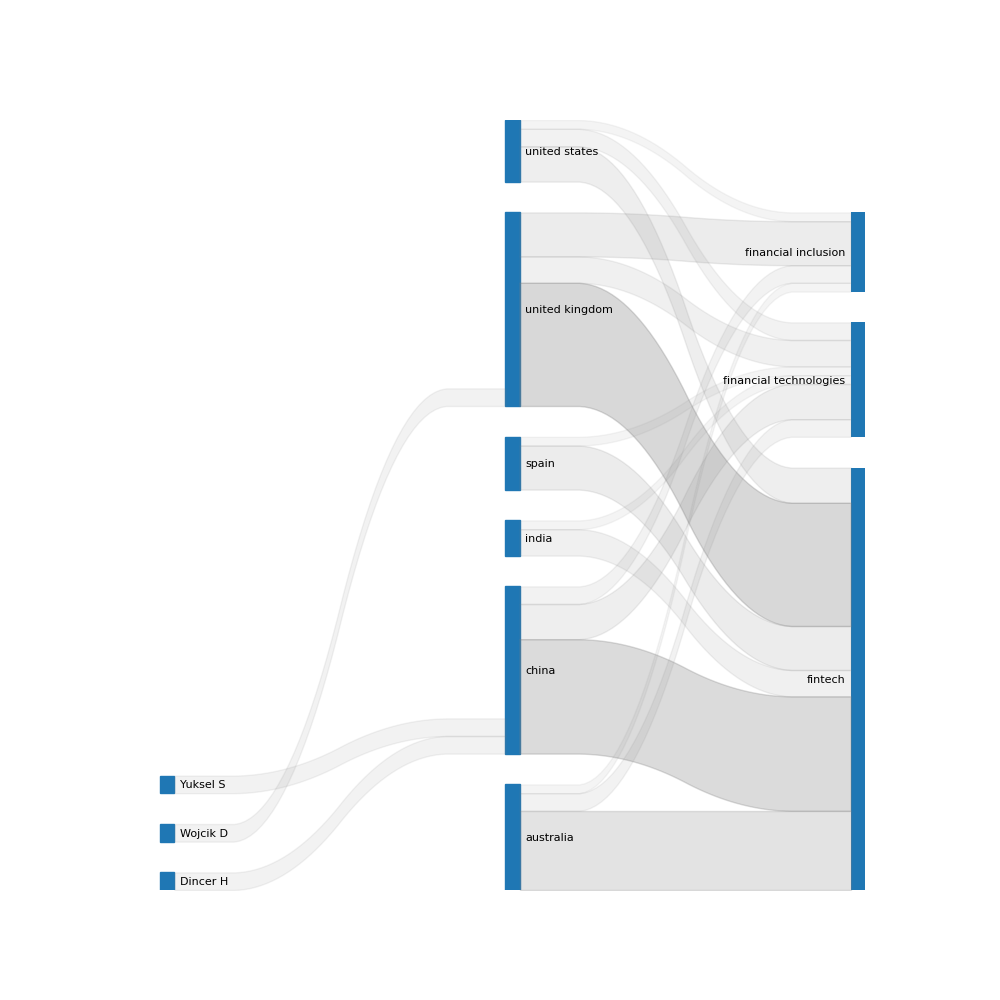 united states
financial inclusion
united kingdom
financial technologies
spain
india
china
fintech
Yuksel S
Wojcik D
australia
Dincer H